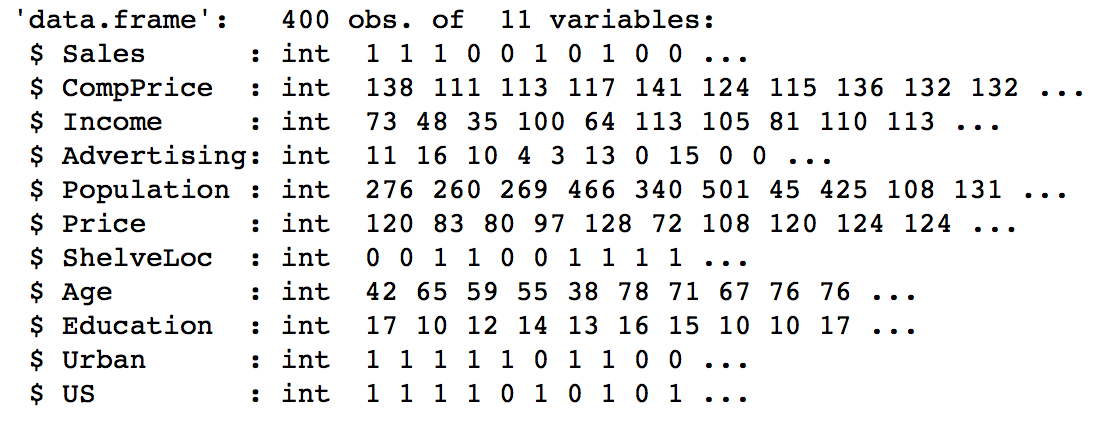 'data.frame':   400 obs. of  11 variables:
 $ Sales      : int  1 1 1 0 0 1 0 1 0 0 ...
 $ CompPrice  : int  138 111 113 117 141 124 115 136 132 132 ...
 $ Income     : int  73 48 35 100 64 113 105 81 110 113 ...
 $ Advertising: int  11 16 10 4 3 13 0 15 0 0 ...
 $ Population : int  276 260 269 466 340 501 45 425 108 131 ...
 $ Price      : int  120 83 80 97 128 72 108 120 124 124 ...
 $ ShelveLoc  : int  0 0 1 1 0 0 1 1 1 1 ...
 $ Age        : int  42 65 59 55 38 78 71 67 76 76 ...
 $ Education  : int  17 10 12 14 13 16 15 10 10 17 ...
 $ Urban      : int  1 1 1 1 1 0 1 1 0 0 ...
 $ US         : int  1 1 1 1 0 1 0 1 0 1 ...